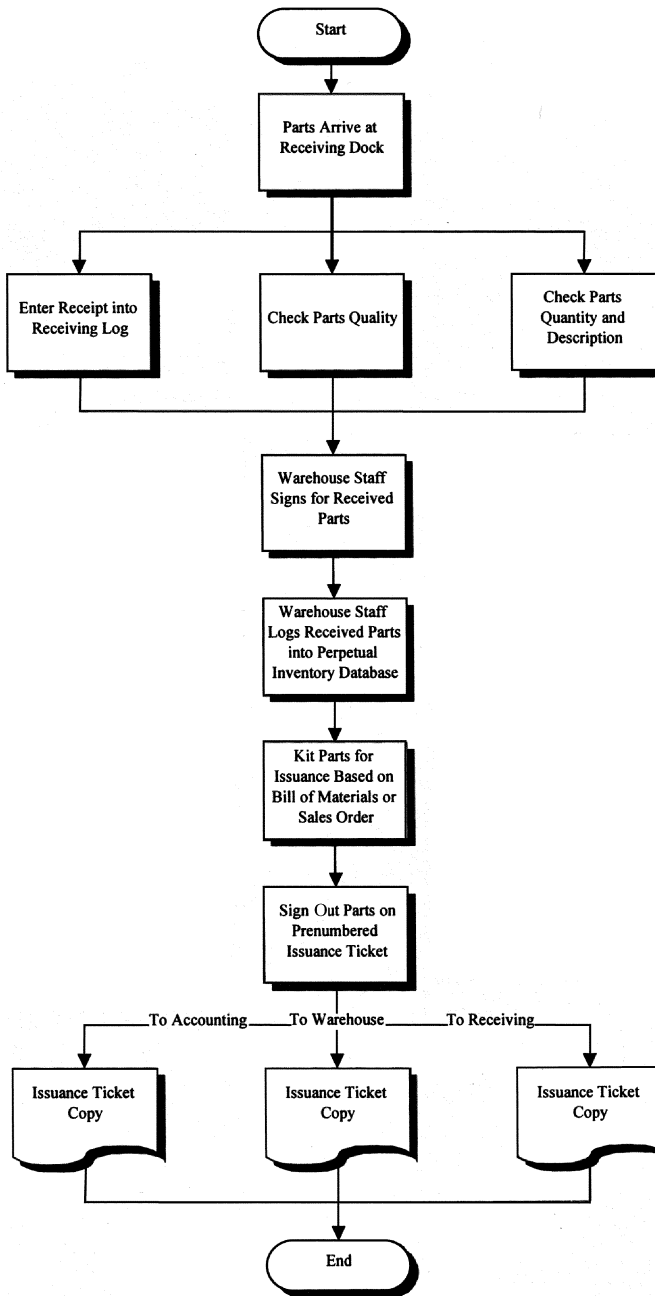 Start
Parts Arrive at
Receiving Dock
Enter Receipt into
Receiving Log
Check Parts Quality
Check Parts
Quantity and
Description
Warehouse Staff
Signs for Received
Parts
Warehouse Staff
Logs Received Parts
into Perpetual
Inventory Database
Kit Parts for
Issuance Based on
Bill of Materials or
Sales Order
Sign Out Parts on
Prenumbered
Issuance Ticket
To Accounting
To Warehouse
To Receiving
Issuance Ticket
Copy
Issuance Ticket
Copy
Issuance Ticket
Copy
End